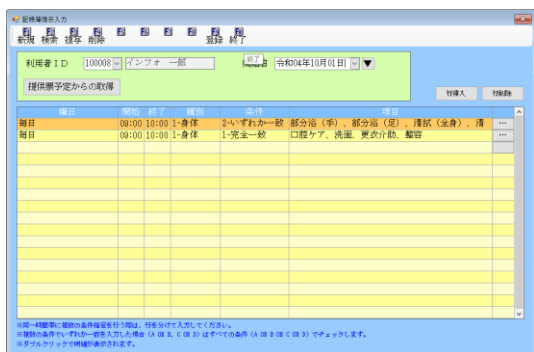 記録簿指示入力
新規 検索 複写 削除 登録 終了
利用者ID 100008 インフォ 一郎 終了 令和04年10月01日
提供票予定からの取得
行挿入 行削除
曜日 開始 終了 種別 条件 項目
毎日 09:00 10:00 1-身体 2-いずれか一致 部分浴（手）、部分浴（足）、清拭（全身）、清 ...
毎日 09:00 10:00 1-身体 1-完全一致 口腔ケア、洗面、更衣介助、整容 ...
※同一時間帯に複数の条件指定を行う際は、行を分けて入力してください。
※複数の条件でいずれか一致を入力した場合（A OR B、C OR D）はすべての条件（A OR B OR C OR D）でチェックします。
※ダブルクリックで明細が表示されます。